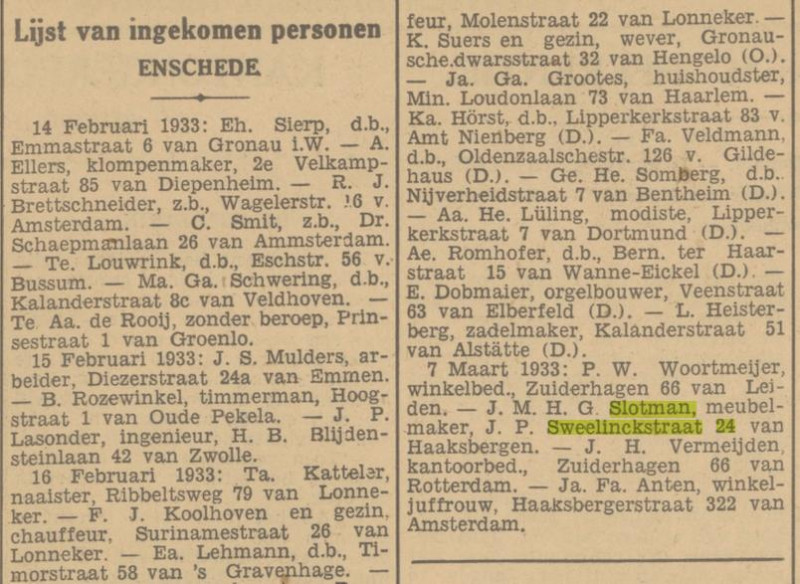 Lijst van ingekomen personen
ENSCHEDE
14 Februari 1933: Eh. Sierp, d.b.,
Emmastraat 6 van Gronau i.W. — A.
Ellers, klompenmaker, 2e Velkamp-
straat 85 van Diepenheim. — R. J.
Brettschneider, z.b., Wagelerstr. 16 v.
Amsterdam. — C. Smit, z.b., Dr.
Schaepmanlaan 26 van Ammsterdam.
— Te. Louwrink, d.b., Eschstr. 56 v.
Bussum. — Ma. Ga. Schwering, d.b.,
Kalanderstraat 8c van Veldhoven. —
Te Aa. de Rooij, zonder beroep, Prin-
sestraat 1 van Groenlo.
15 Februari 1933: J. S. Mulders, ar-
beider, Diezerstraat 24a van Emmen.
— B. Rozewinkel, timmerman, Hoog-
straat 1 van Oude Pekela. — J. P.
Lasonder, ingenieur, H. B. Blijden-
steinlaan 42 van Zwolle.
16 Februari 1933: Ta. Katteler,
naaister, Ribbeltsweg 79 van Lonne-
ker. — F. J. Koolhoven en gezin,
chauffeur, Surinamestraat 26 van
Lonneker. — Ea. Lehmann, d.b., Ti-
morstraat 58 van 's Gravenhage. —
feur, Molenstraat 22 van Lonneker. —
K. Suers en gezin, wever, Gronau-
sche.dwarsstraat 32 van Hengelo (O.).
— Ja. Ga. Grootes, huishoudster,
Min. Loudonlaan 73 van Haarlem. —
Ka. Hörst, d.b., Lipperkerkstraat 83 v.
Amt Nienberg (D.). — Fa. Veldmann,
d.b., Oldenzaalschestr. 126 v. Gilde-
haus (D.). — Ge. He. Somberg, d.b.
Nijverheidstraat 7 van Bentheim (D.).
— Aa. He. Lüling, modiste, Lipper-
kerkstraat 7 van Dortmund (D.). —
Ae. Romhofer, d.b., Bern. ter Haar-
straat 15 van Wanne-Eickel (D.). —
E. Dobmaier, orgelbouwer, Veenstraat
63 van Elberfeld (D.). — L. Heister-
berg, zadelmaker, Kalanderstraat 51
van Alstätte (D.).
7 Maart 1933: P. W. Woortmeijer,
winkelbed., Zuiderhagen 66 van Lei-
den. — J. M. H. G. Slotman, meubel-
maker, J. P. Sweelinckstraat 24 van
Haaksbergen. — J. H. Vermeijden,
kantoorbed., Zuiderhagen 66 van
Rotterdam. — Ja. Fa. Anten, winkel-
juffrouw, Haaksbergerstraat 322 van
Amsterdam.